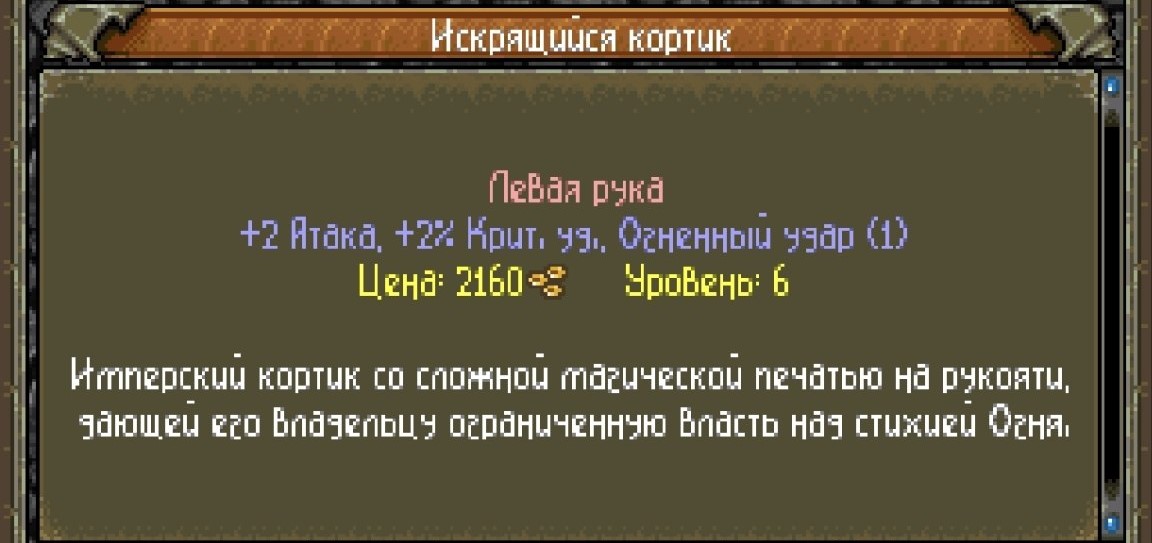 Искрящийся кортик
Левая рука
+2 Атака, +2% Крит. уд., Огненный удар (1)
Цена: 2160 Уровень: 6
Имперский кортик со сложной магической печатью на рукояти,
дающей его владельцу ограниченную власть над стихией Огня.